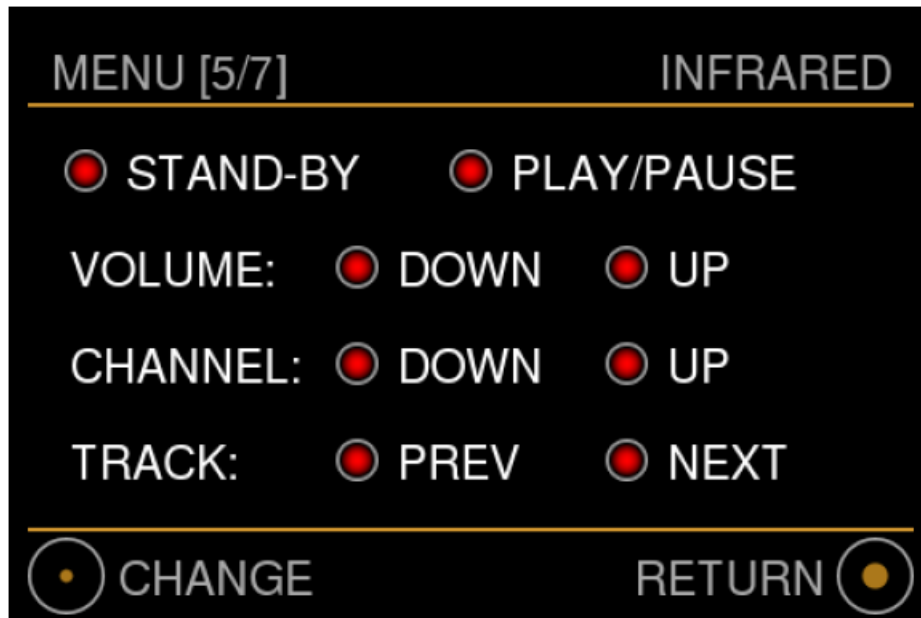 MENU [5/7] INFRARED
STAND-BY PLAY/PAUSE
VOLUME: DOWN UP
CHANNEL: DOWN UP
TRACK: PREV NEXT
CHANGE RETURN